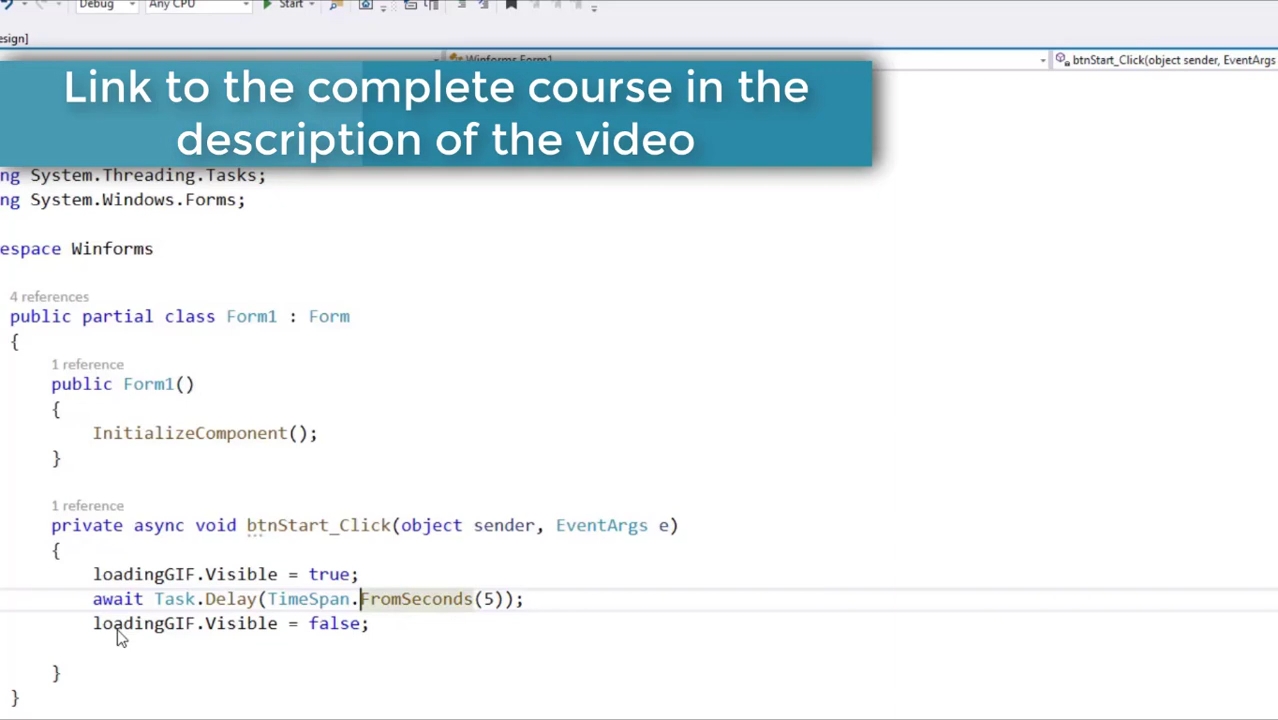 Debug Any CPU Start
esign]
Winforms.Form1 btnStart_Click(object sender, EventArgs
Link to the complete course in the
description of the video
ng System.Threading.Tasks;
ng System.Windows.Forms;
espace Winforms
4 references
public partial class Form1 : Form
{
1 reference
public Form1()
{
InitializeComponent();
}
1 reference
private async void btnStart_Click(object sender, EventArgs e)
{
loadingGIF.Visible = true;
await Task.Delay(TimeSpan.FromSeconds(5));
loadingGIF.Visible = false;
}
}